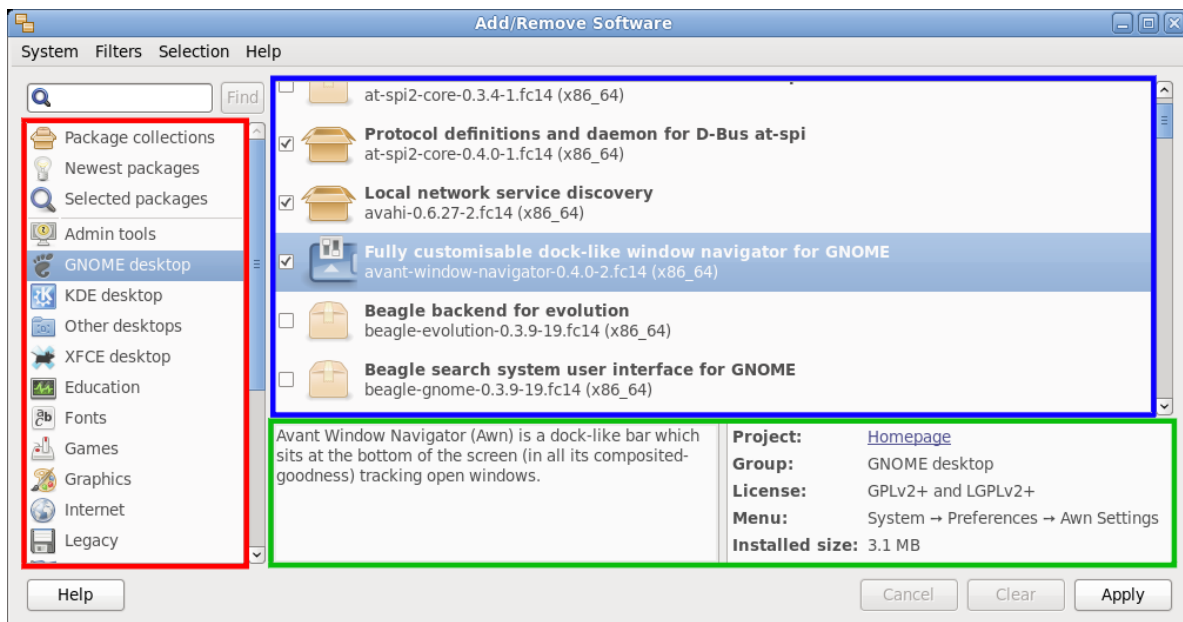 Add/Remove Software
System Filters Selection Help
Find
Package collections
Newest packages
Selected packages
Admin tools
GNOME desktop
KDE desktop
Other desktops
XFCE desktop
Education
Fonts
Games
Graphics
Internet
Legacy
at-spi2-core-0.3.4-1.fc14 (x86_64)
Protocol definitions and daemon for D-Bus at-spi
at-spi2-core-0.4.0-1.fc14 (x86_64)
Local network service discovery
avahi-0.6.27-2.fc14 (x86_64)
Fully customisable dock-like window navigator for GNOME
avant-window-navigator-0.4.0-2.fc14 (x86_64)
Beagle backend for evolution
beagle-evolution-0.3.9-19.fc14 (x86_64)
Beagle search system user interface for GNOME
beagle-gnome-0.3.9-19.fc14 (x86_64)
Avant Window Navigator (Awn) is a dock-like bar which
sits at the bottom of the screen (in all its composited-
goodness) tracking open windows.
Project: Homepage
Group: GNOME desktop
License: GPLv2+ and LGPLv2+
Menu: System → Preferences → Awn Settings
Installed size: 3.1 MB
Help
Cancel Clear Apply